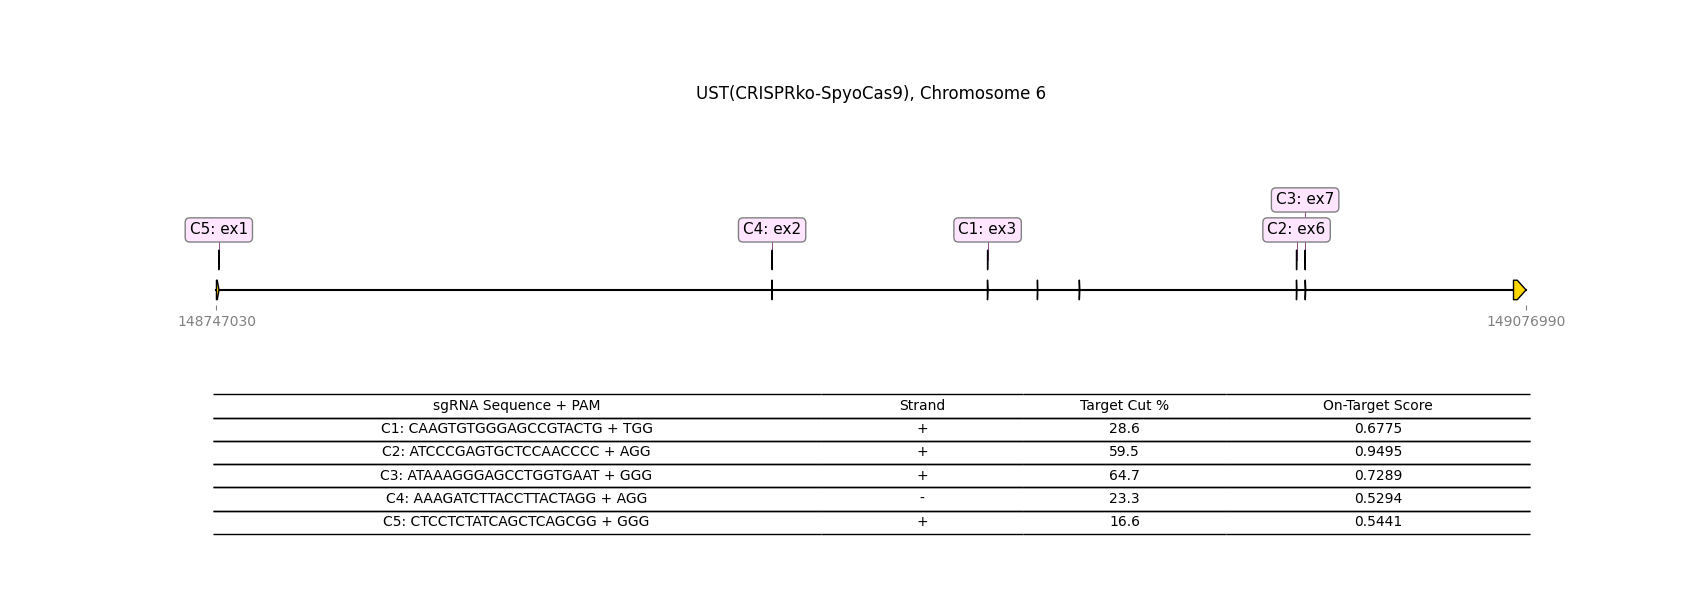 UST(CRISPRko-SpyoCas9), Chromosome 6
C3: ex7
C5: ex1 C4: ex2 C1: ex3 C2: ex6
148747030 149076990
sgRNA Sequence + PAM Strand Target Cut % On-Target Score
C1: CAAGTGTGGGAGCCGTACTG + TGG + 28.6 0.6775
C2: ATCCCGAGTGCTCCAACCCC + AGG + 59.5 0.9495
C3: ATAAAGGGAGCCTGGTGAAT + GGG + 64.7 0.7289
C4: AAAGATCTTACCTTACTAGG + AGG - 23.3 0.5294
C5: CTCCTCTATCAGCTCAGCGG + GGG + 16.6 0.5441